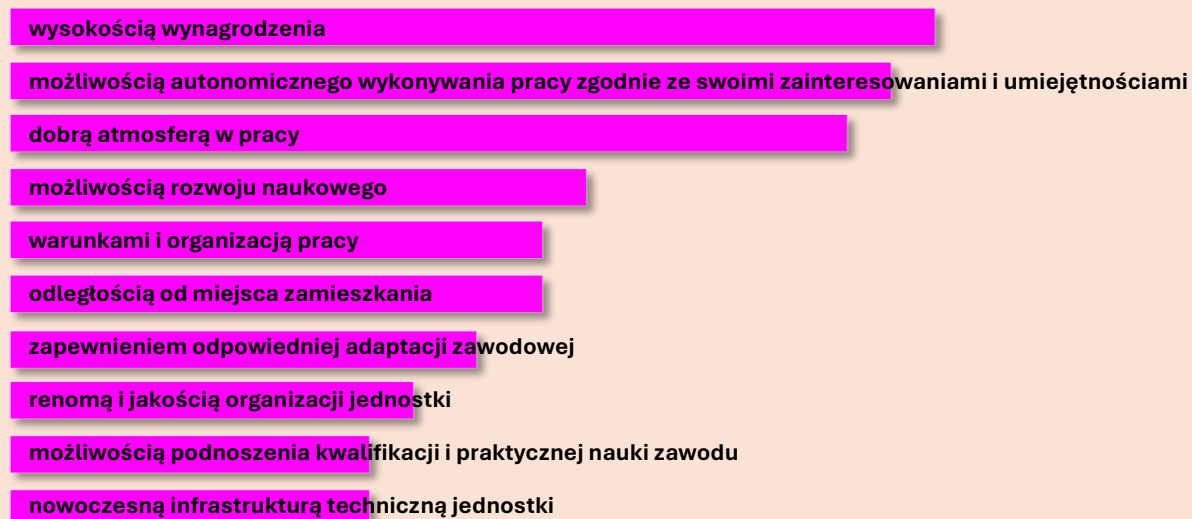 wysokością wynagrodzenia
możliwością autonomicznego wykonywania pracy zgodnie ze swoimi zainteresowaniami i umiejętnościami
dobrą atmosferą w pracy
możliwością rozwoju naukowego
warunkami i organizacją pracy
odległością od miejsca zamieszkania
zapewnieniem odpowiedniej adaptacji zawodowej
renomą i jakością organizacji jednostki
możliwością podnoszenia kwalifikacji i praktycznej nauki zawodu
nowoczesną infrastrukturą techniczną jednostki